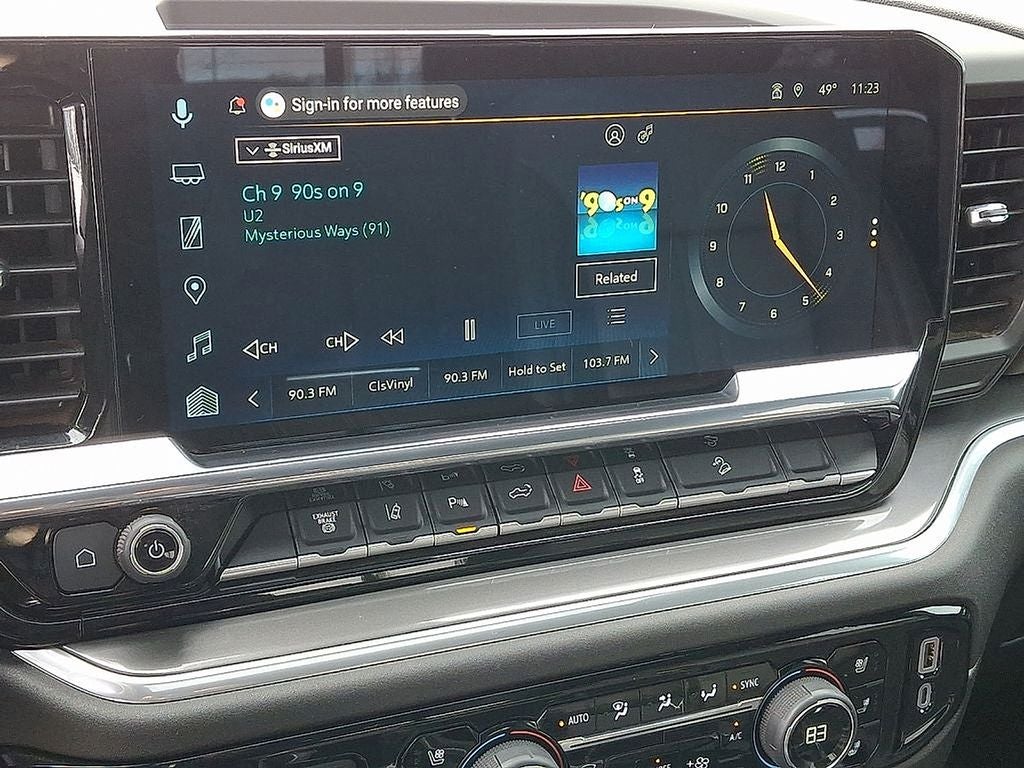 Sign-in for more features
49° 11:23
SiriusXM
Ch 9 90s on 9
U2
Mysterious Ways (91)
'90s ON 9
Related
12
1
2
3
4
5
6
7
8
9
10
11
CH
CH
LIVE
90.3 FM
ClsVinyl
90.3 FM
Hold to Set
103.7 FM
EXHAUST
BRAKE
P
OFF
AUTO
SYNC
A/C
83